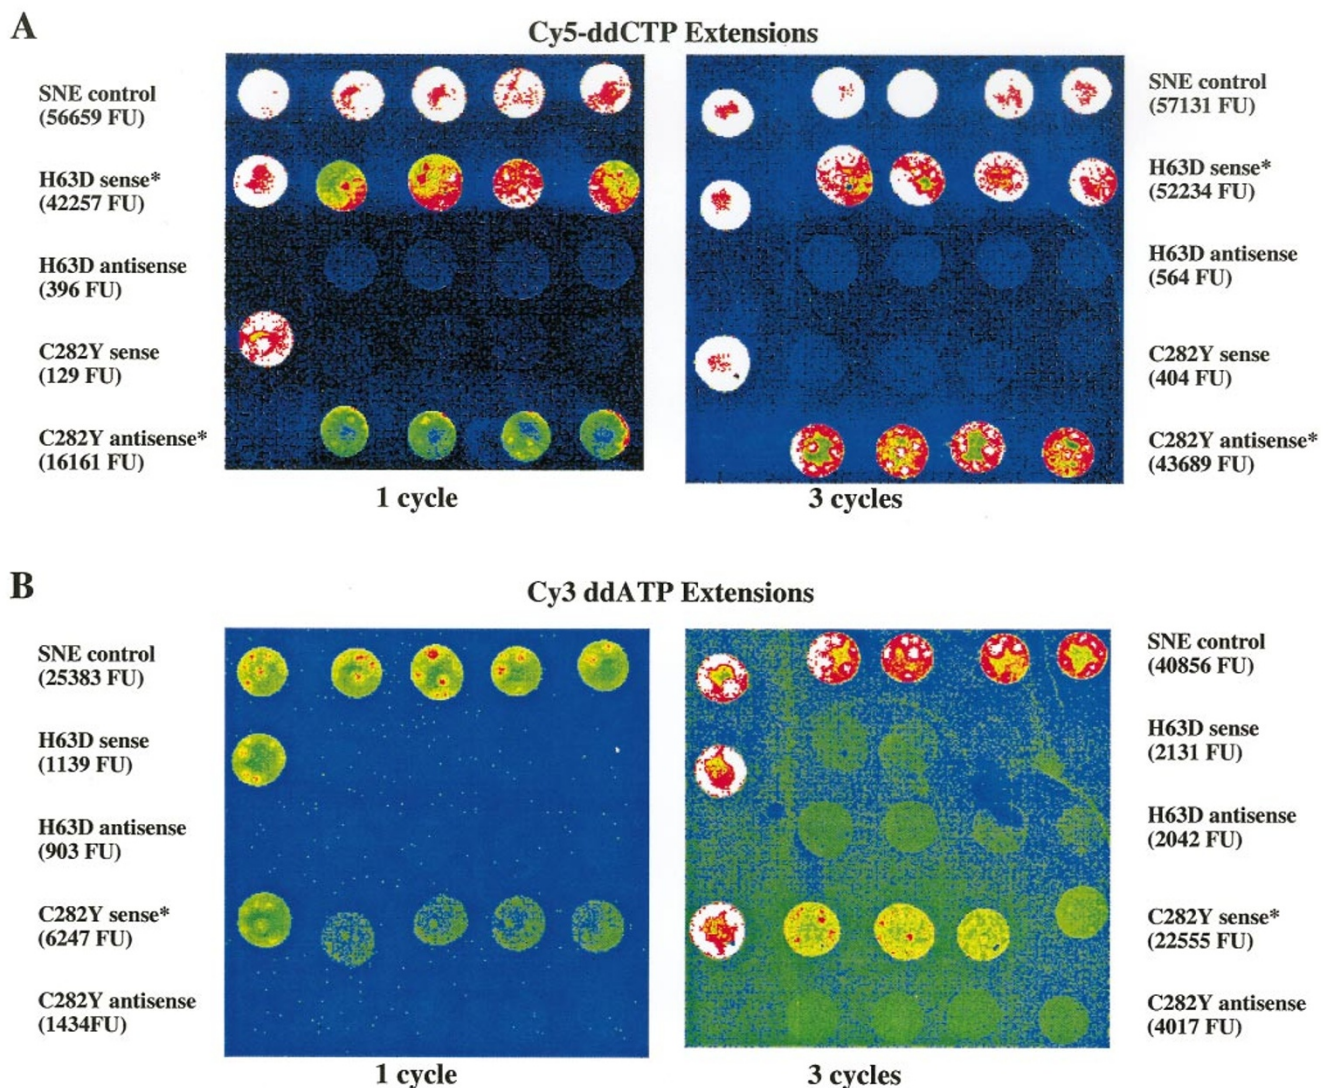 A
Cy5-ddCTP Extensions
SNE control
(56659 FU)
H63D sense*
(42257 FU)
H63D antisense
(396 FU)
C282Y sense
(129 FU)
C282Y antisense*
(16161 FU)
SNE control
(57131 FU)
H63D sense*
(52234 FU)
H63D antisense
(564 FU)
C282Y sense
(404 FU)
C282Y antisense*
(43689 FU)
1 cycle
3 cycles
B
Cy3 ddATP Extensions
SNE control
(25383 FU)
H63D sense
(1139 FU)
H63D antisense
(903 FU)
C282Y sense*
(6247 FU)
C282Y antisense
(1434FU)
SNE control
(40856 FU)
H63D sense
(2131 FU)
H63D antisense
(2042 FU)
C282Y sense*
(22555 FU)
C282Y antisense
(4017 FU)
1 cycle
3 cycles